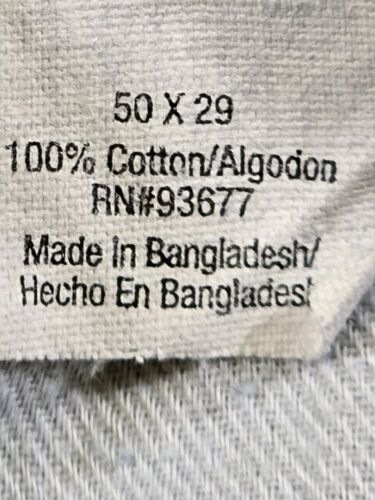 50 X 29
100% Cotton/Algodon
RN#93677
Made In Bangladesh/
Hecho En Banglades